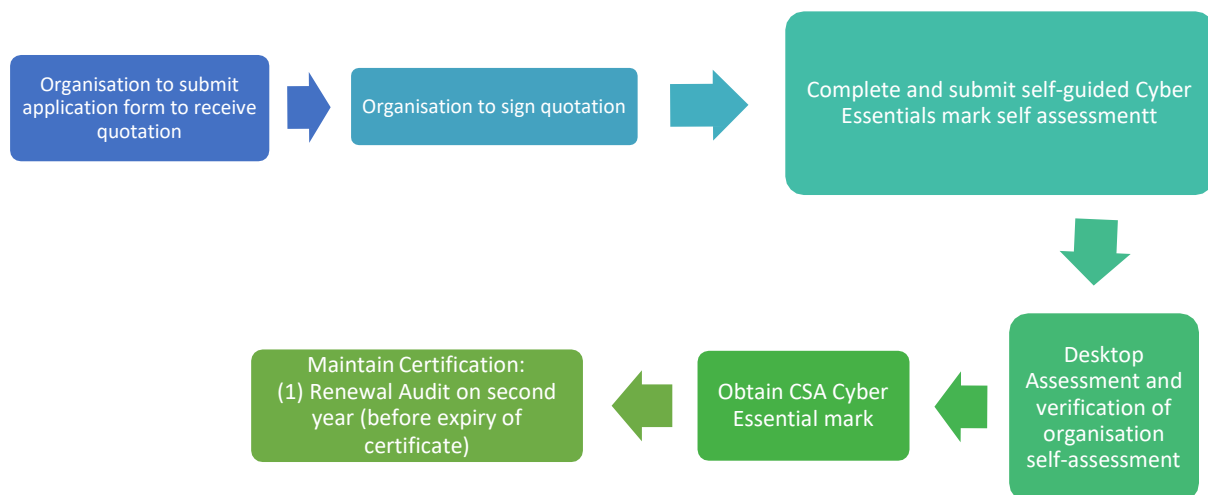 Organisation to submit
application form to receive
quotation
Organisation to sign quotation
Complete and submit self-guided Cyber
Essentials mark self assessmentt
Desktop
Assessment and
verification of
organisation
self-assessment
Obtain CSA Cyber
Essential mark
Maintain Certification:
(1) Renewal Audit on second
year (before expiry of
certificate)